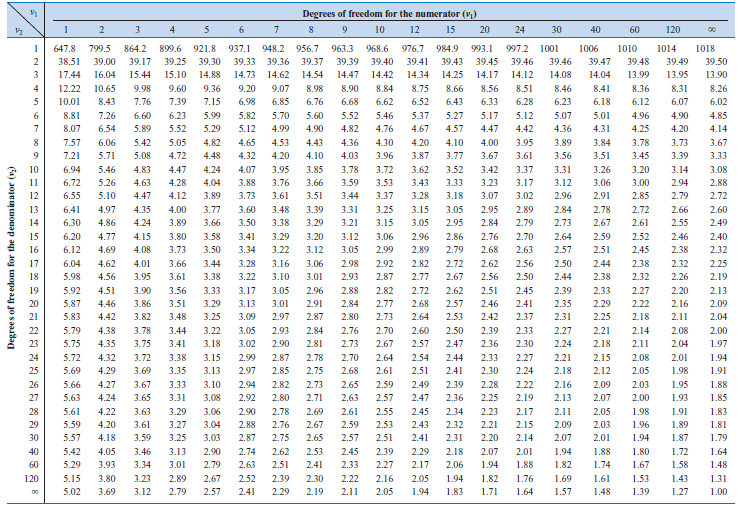 ν1 Degrees of freedom for the numerator (ν1)
ν2 1 2 3 4 5 6 7 8 9 10 12 15 20 24 30 40 60 120 ∞
Degrees of freedom for the denominator (ν2)
1 647.8 799.5 864.2 899.6 921.8 937.1 948.2 956.7 963.3 968.6 976.7 984.9 993.1 997.2 1001 1006 1010 1014 1018
2 38.51 39.00 39.17 39.25 39.30 39.33 39.36 39.37 39.39 39.40 39.41 39.43 39.45 39.46 39.46 39.47 39.48 39.49 39.50
3 17.44 16.04 15.44 15.10 14.88 14.73 14.62 14.54 14.47 14.42 14.34 14.25 14.17 14.12 14.08 14.04 13.99 13.95 13.90
4 12.22 10.65 9.98 9.60 9.36 9.20 9.07 8.98 8.90 8.84 8.75 8.66 8.56 8.51 8.46 8.41 8.36 8.31 8.26
5 10.01 8.43 7.76 7.39 7.15 6.98 6.85 6.76 6.68 6.62 6.52 6.43 6.33 6.28 6.23 6.18 6.12 6.07 6.02
6 8.81 7.26 6.60 6.23 5.99 5.82 5.70 5.60 5.52 5.46 5.37 5.27 5.17 5.12 5.07 5.01 4.96 4.90 4.85
7 8.07 6.54 5.89 5.52 5.29 5.12 4.99 4.90 4.82 4.76 4.67 4.57 4.47 4.42 4.36 4.31 4.25 4.20 4.14
8 7.57 6.06 5.42 5.05 4.82 4.65 4.53 4.43 4.36 4.30 4.20 4.10 4.00 3.95 3.89 3.84 3.78 3.73 3.67
9 7.21 5.71 5.08 4.72 4.48 4.32 4.20 4.10 4.03 3.96 3.87 3.77 3.67 3.61 3.56 3.51 3.45 3.39 3.33
10 6.94 5.46 4.83 4.47 4.24 4.07 3.95 3.85 3.78 3.72 3.62 3.52 3.42 3.37 3.31 3.26 3.20 3.14 3.08
11 6.72 5.26 4.63 4.28 4.04 3.88 3.76 3.66 3.59 3.53 3.43 3.33 3.23 3.17 3.12 3.06 3.00 2.94 2.88
12 6.55 5.10 4.47 4.12 3.89 3.73 3.61 3.51 3.44 3.37 3.28 3.18 3.07 3.02 2.96 2.91 2.85 2.79 2.72
13 6.41 4.97 4.35 4.00 3.77 3.60 3.48 3.39 3.31 3.25 3.15 3.05 2.95 2.89 2.84 2.78 2.72 2.66 2.60
14 6.30 4.86 4.24 3.89 3.66 3.50 3.38 3.29 3.21 3.15 3.05 2.95 2.84 2.79 2.73 2.67 2.61 2.55 2.49
15 6.20 4.77 4.15 3.80 3.58 3.41 3.29 3.20 3.12 3.06 2.96 2.86 2.76 2.70 2.64 2.59 2.52 2.46 2.40
16 6.12 4.69 4.08 3.73 3.50 3.34 3.22 3.12 3.05 2.99 2.89 2.79 2.68 2.63 2.57 2.51 2.45 2.38 2.32
17 6.04 4.62 4.01 3.66 3.44 3.28 3.16 3.06 2.98 2.92 2.82 2.72 2.62 2.56 2.50 2.44 2.38 2.32 2.25
18 5.98 4.56 3.95 3.61 3.38 3.22 3.10 3.01 2.93 2.87 2.77 2.67 2.56 2.50 2.44 2.38 2.32 2.26 2.19
19 5.92 4.51 3.90 3.56 3.33 3.17 3.05 2.96 2.88 2.82 2.72 2.62 2.51 2.45 2.39 2.33 2.27 2.20 2.13
20 5.87 4.46 3.86 3.51 3.29 3.13 3.01 2.91 2.84 2.77 2.68 2.57 2.46 2.41 2.35 2.29 2.22 2.16 2.09
21 5.83 4.42 3.82 3.48 3.25 3.09 2.97 2.87 2.80 2.73 2.64 2.53 2.42 2.37 2.31 2.25 2.18 2.11 2.04
22 5.79 4.38 3.78 3.44 3.22 3.05 2.93 2.84 2.76 2.70 2.60 2.50 2.39 2.33 2.27 2.21 2.14 2.08 2.00
23 5.75 4.35 3.75 3.41 3.18 3.02 2.90 2.81 2.73 2.67 2.57 2.47 2.36 2.30 2.24 2.18 2.11 2.04 1.97
24 5.72 4.32 3.72 3.38 3.15 2.99 2.87 2.78 2.70 2.64 2.54 2.44 2.33 2.27 2.21 2.15 2.08 2.01 1.94
25 5.69 4.29 3.69 3.35 3.13 2.97 2.85 2.75 2.68 2.61 2.51 2.41 2.30 2.24 2.18 2.12 2.05 1.98 1.91
26 5.66 4.27 3.67 3.33 3.10 2.94 2.82 2.73 2.65 2.59 2.49 2.39 2.28 2.22 2.16 2.09 2.03 1.95 1.88
27 5.63 4.24 3.65 3.31 3.08 2.92 2.80 2.71 2.63 2.57 2.47 2.36 2.25 2.19 2.13 2.07 2.00 1.93 1.85
28 5.61 4.22 3.63 3.29 3.06 2.90 2.78 2.69 2.61 2.55 2.45 2.34 2.23 2.17 2.11 2.05 1.98 1.91 1.83
29 5.59 4.20 3.61 3.27 3.04 2.88 2.76 2.67 2.59 2.53 2.43 2.32 2.21 2.15 2.09 2.03 1.96 1.89 1.81
30 5.57 4.18 3.59 3.25 3.03 2.87 2.75 2.65 2.57 2.51 2.41 2.31 2.20 2.14 2.07 2.01 1.94 1.87 1.79
40 5.42 4.05 3.46 3.13 2.90 2.74 2.62 2.53 2.45 2.39 2.29 2.18 2.07 2.01 1.94 1.88 1.80 1.72 1.64
60 5.29 3.93 3.34 3.01 2.79 2.63 2.51 2.41 2.33 2.27 2.17 2.06 1.94 1.88 1.82 1.74 1.67 1.58 1.48
120 5.15 3.80 3.23 2.89 2.67 2.52 2.39 2.30 2.22 2.16 2.05 1.94 1.82 1.76 1.69 1.61 1.53 1.43 1.31
∞ 5.02 3.69 3.12 2.79 2.57 2.41 2.29 2.19 2.11 2.05 1.94 1.83 1.71 1.64 1.57 1.48 1.39 1.27 1.00